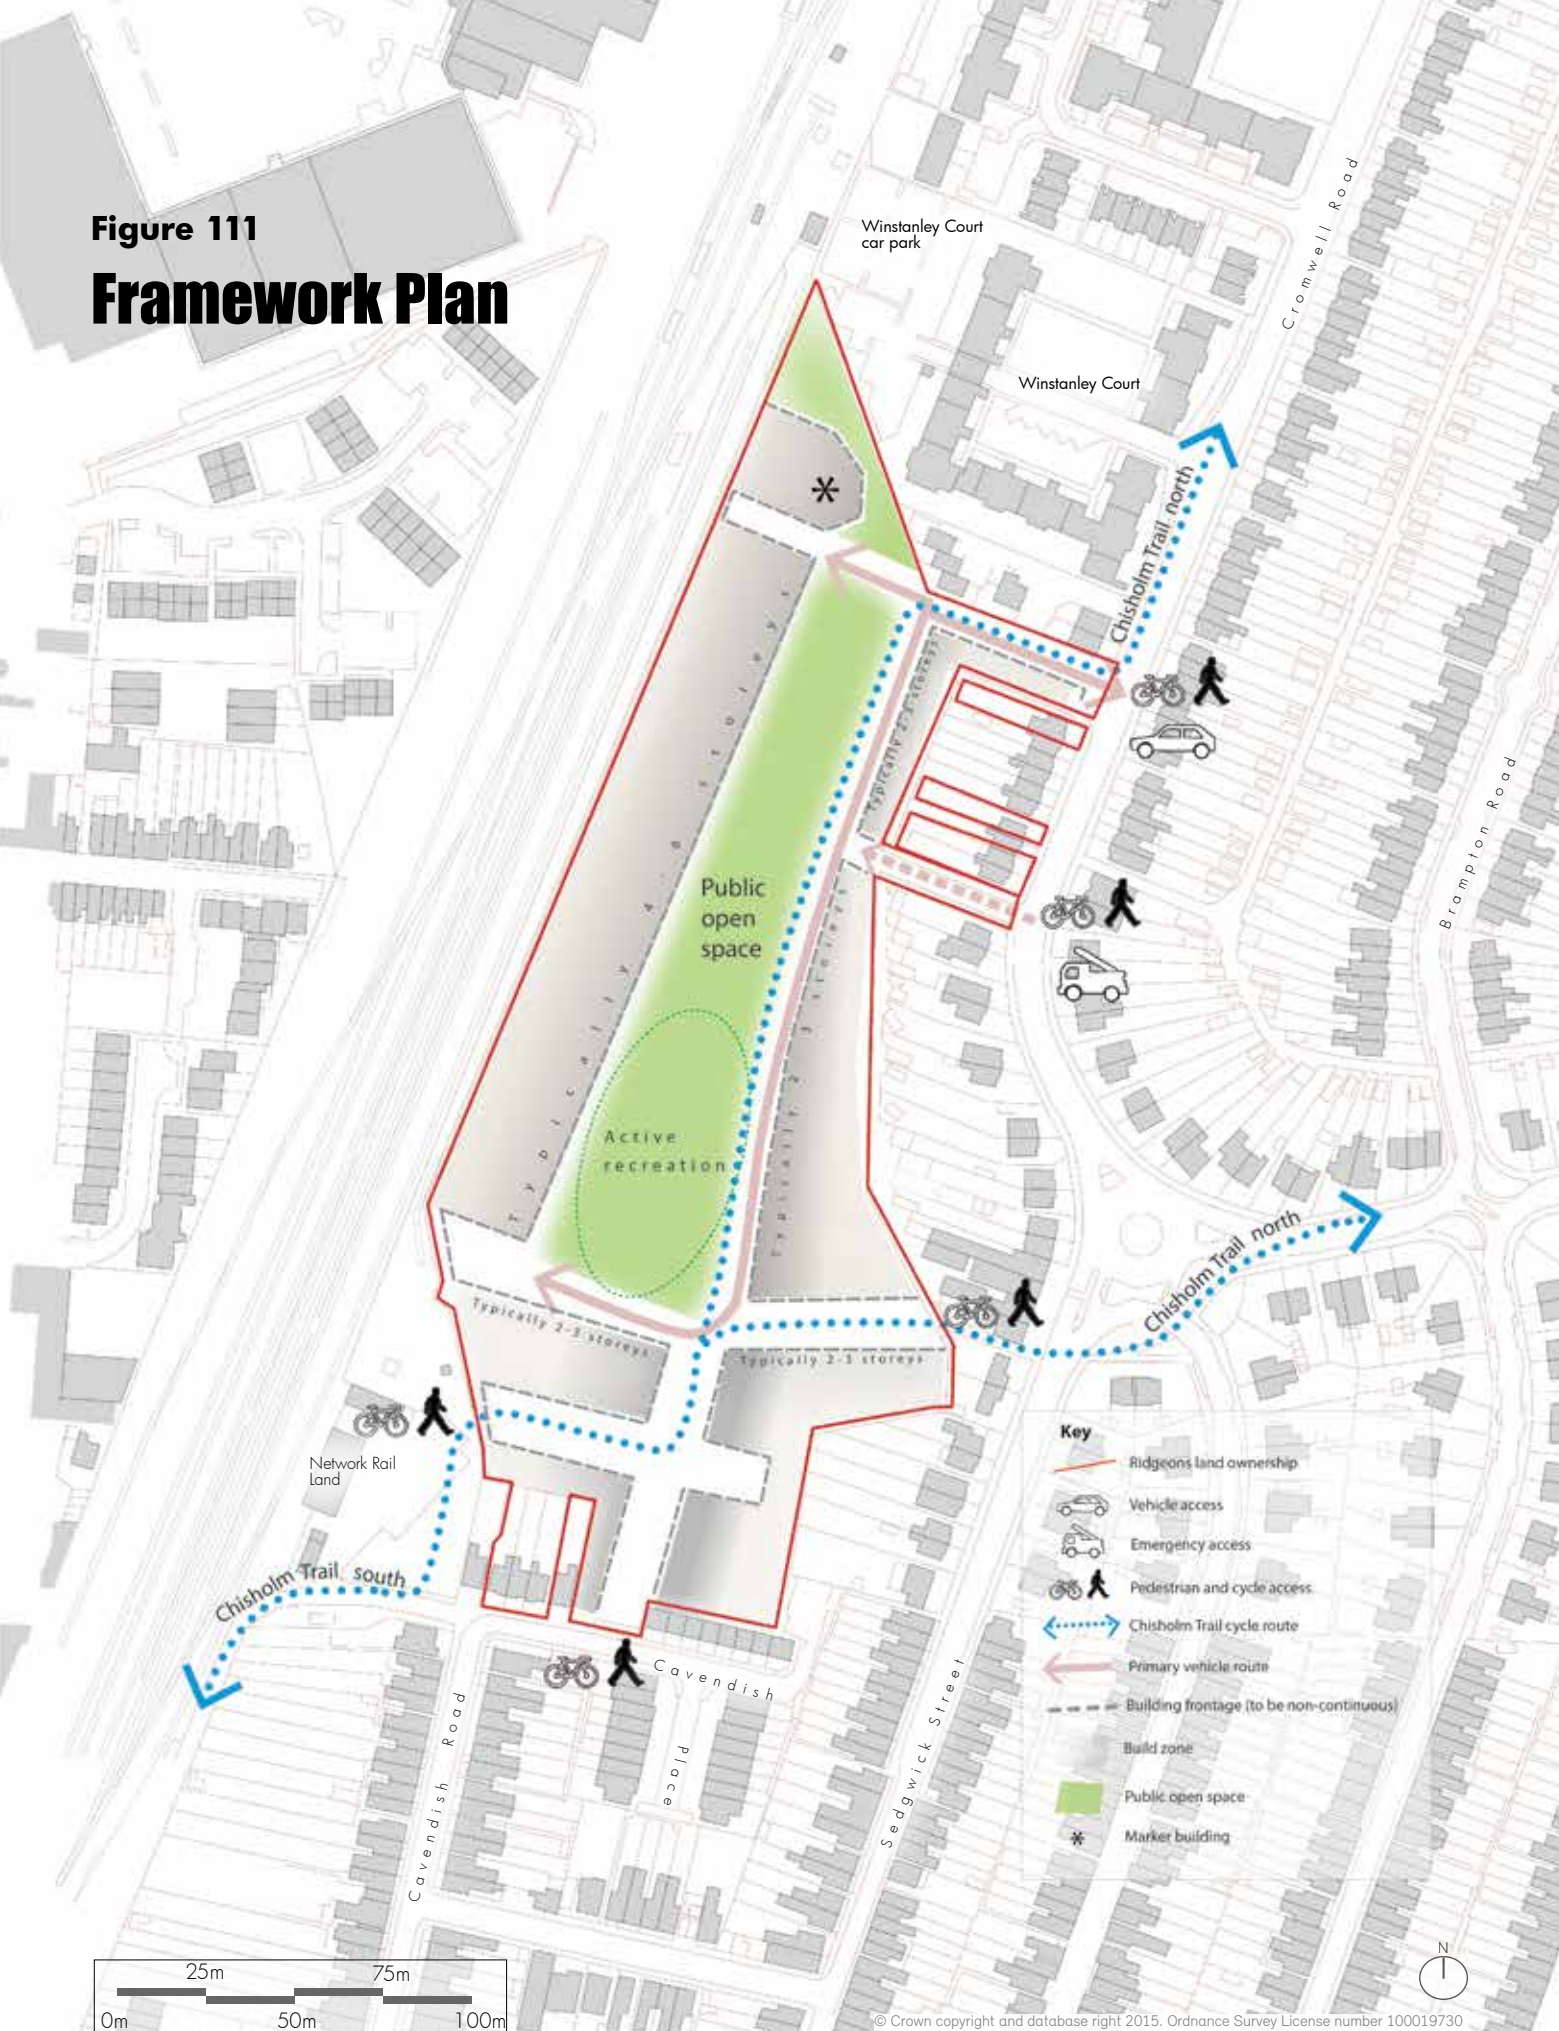 Figure 111
Framework Plan
Winstanley Court
car park
Winstanley Court
Cromwell Road
Chisholm Trail north
Typically 4-6 storeys
Typically 2-3 storeys
Brampton Road
Public
open
space
Typically 2-3 storeys
Active
recreation
Chisholm Trail north
Typically 2-3 storeys
Typically 2-3 storeys
Network Rail
Land
Chisholm Trail south
Cavendish
Place
Cavendish Road
Sedgwick Street
Key
Ridgeons land ownership
Vehicle access
Emergency access
Pedestrian and cycle access
Chisholm Trail cycle route
Primary vehicle route
Building frontage (to be non-continuous)
Build zone
Public open space
Marker building
25m 75m
0m 50m 100m
N
© Crown copyright and database right 2015. Ordnance Survey License number 100019730